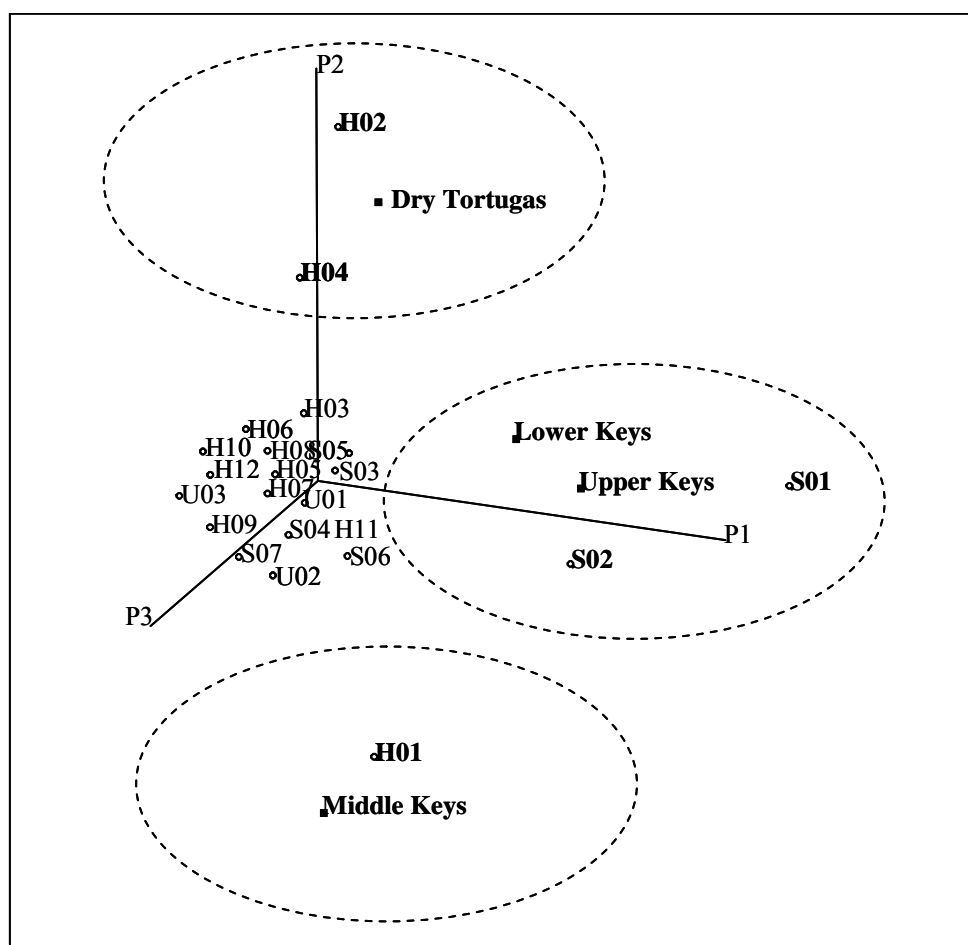 P2
H02
Dry Tortugas
H04
H03
H06
Lower Keys
H10
H08
S05
H12
H05
S03
Upper Keys
S01
U03
H07
U01
H09
S04
H11
P1
S07
S06
S02
U02
P3
H01
Middle Keys